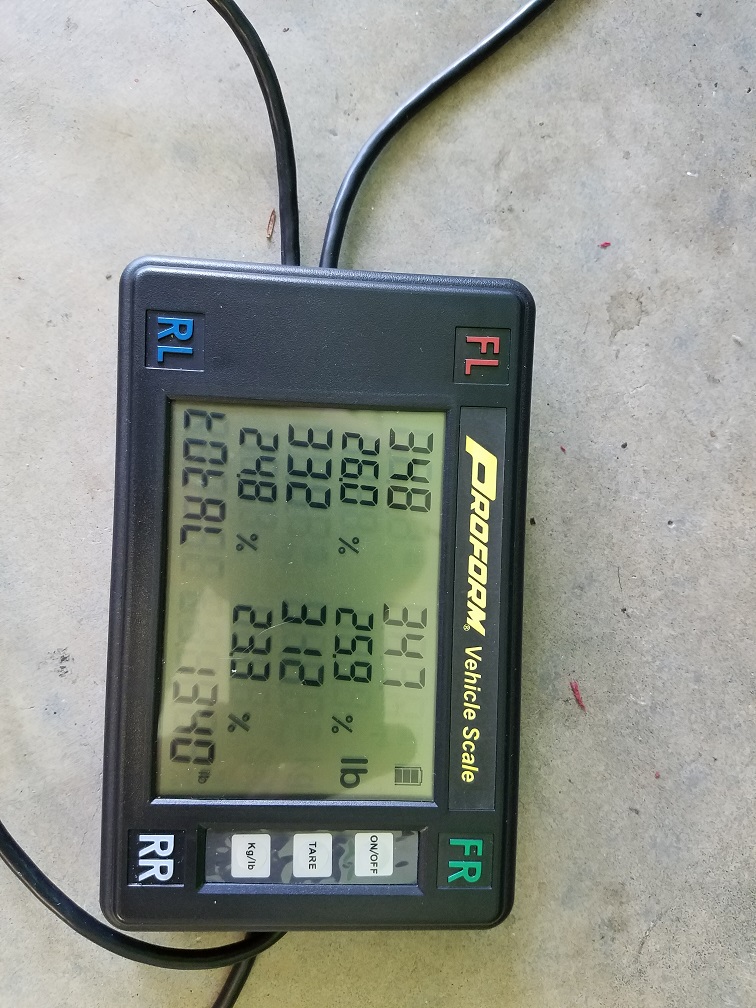 FL PROFORM® Vehicle Scale FR
348 347
26.0 % 25.9 % lb
332 312
24.8 % 23.3 %
total 1340 lb
ON/OFF
TARE
Kg/lb
RL RR